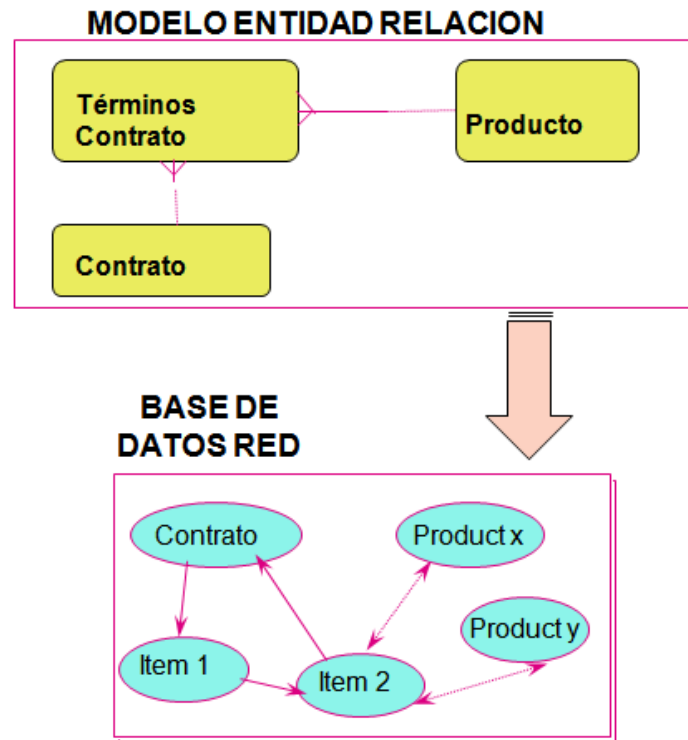 MODELO ENTIDAD RELACION
Términos
Contrato
Producto
Contrato
BASE DE
DATOS RED
Contrato
Product x
Product y
Item 1
Item 2